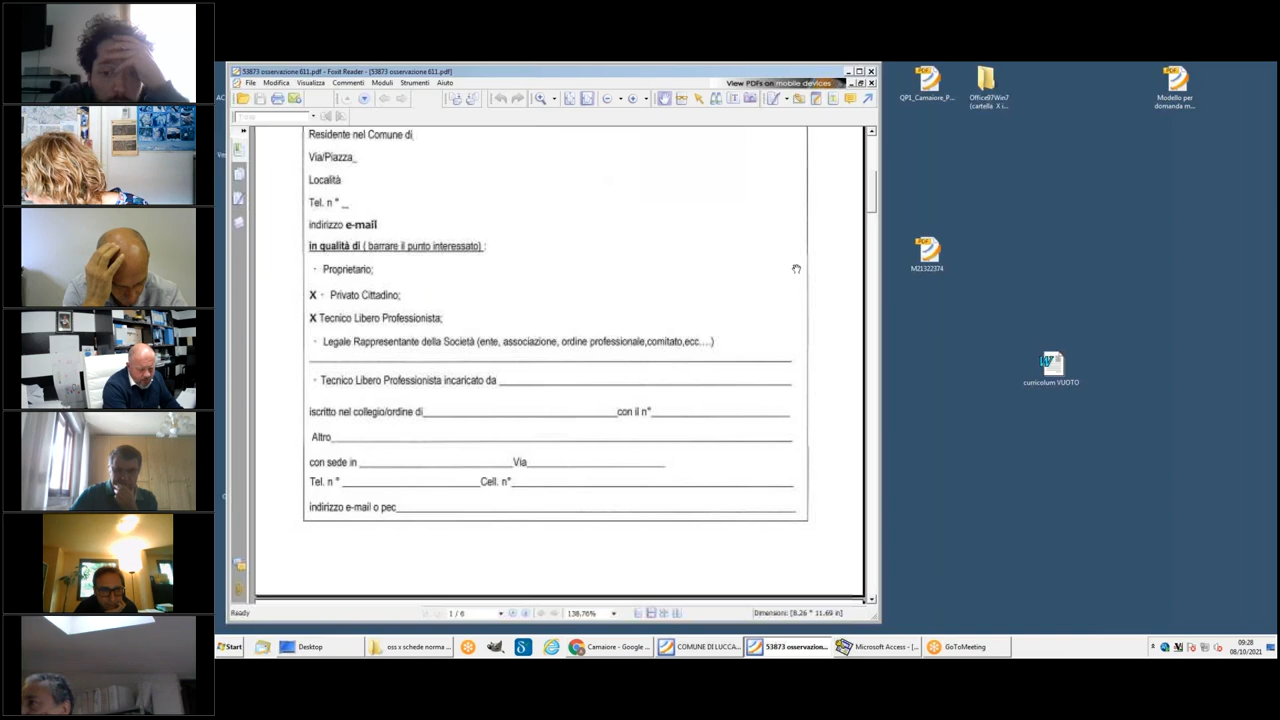 53873 osservazione 611.pdf - Foxit Reader - [53873 osservazione 611.pdf]
File Modifica Visualizza Commenti Moduli Strumenti Aiuto
View PDFs on mobile devices
Residente nel Comune di
Via/Piazza_
Località
Tel. n ° _
indirizzo e-mail
in qualità di ( barrare il punto interessato) :
- Proprietario;
X - Privato Cittadino;
X Tecnico Libero Professionista;
- Legale Rappresentante della Società (ente, associazione, ordine professionale,comitato,ecc....)
- Tecnico Libero Professionista incaricato da
iscritto nel collegio/ordine di con il n°
Altro
con sede in Via
Tel. n ° Cell. n°
indirizzo e-mail o pec
Ready 1 / 6 138.76% Dimensioni: [8.26 * 11.69 in]
QP1_Camaiore_P...
Office97Win7 (cartella X i...
Modello per domanda m...
M21322374
curriculum VUOTO
Start Desktop oss x schede norma ... Camaiore - Google ... COMUNE DI LUCCA... 53873 osservazion... Microsoft Access - [... GoToMeeting
09:28
08/10/2021